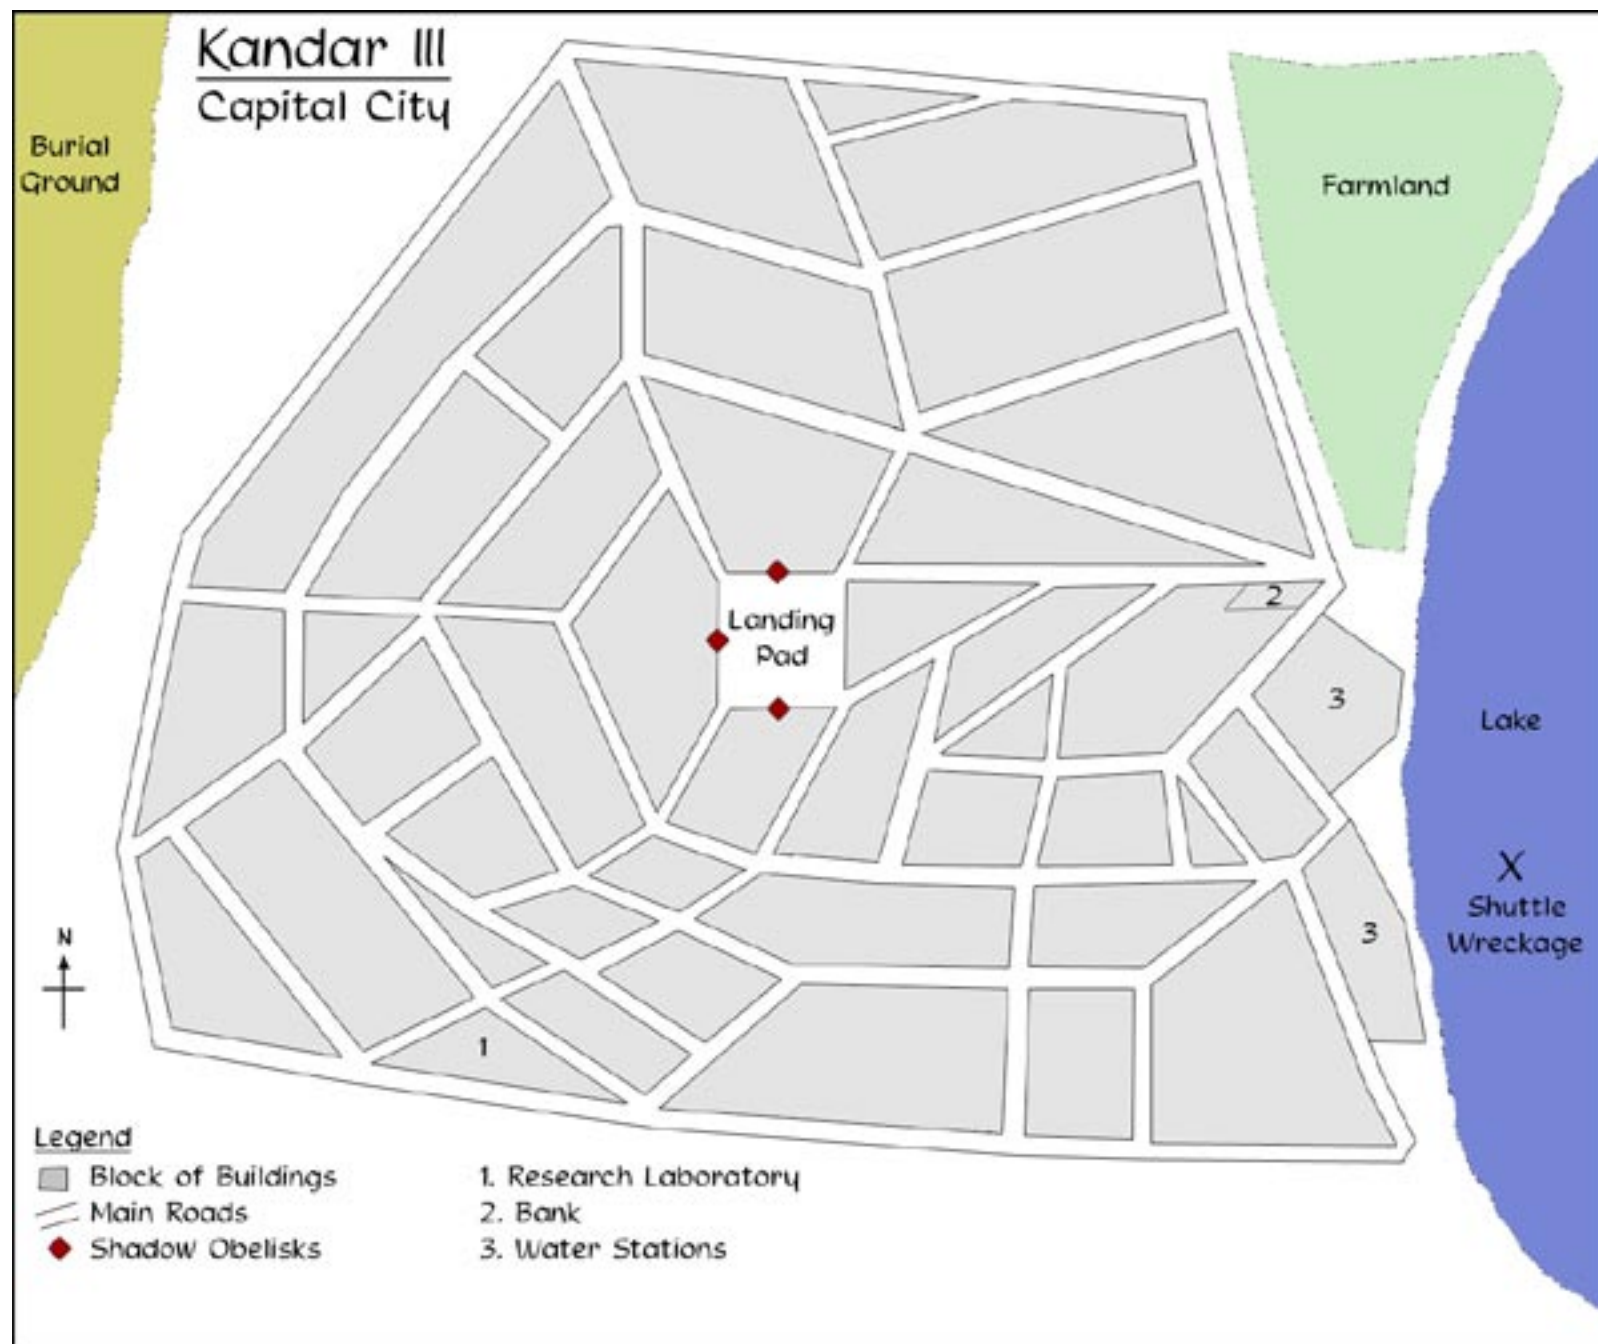 Kandar III
Capital City
Burial
Ground
Farmland
Landing
Pad
2
3
Lake
X
Shuttle
Wreckage
3
N
1
Legend
Block of Buildings
Main Roads
Shadow Obelisks
1. Research Laboratory
2. Bank
3. Water Stations